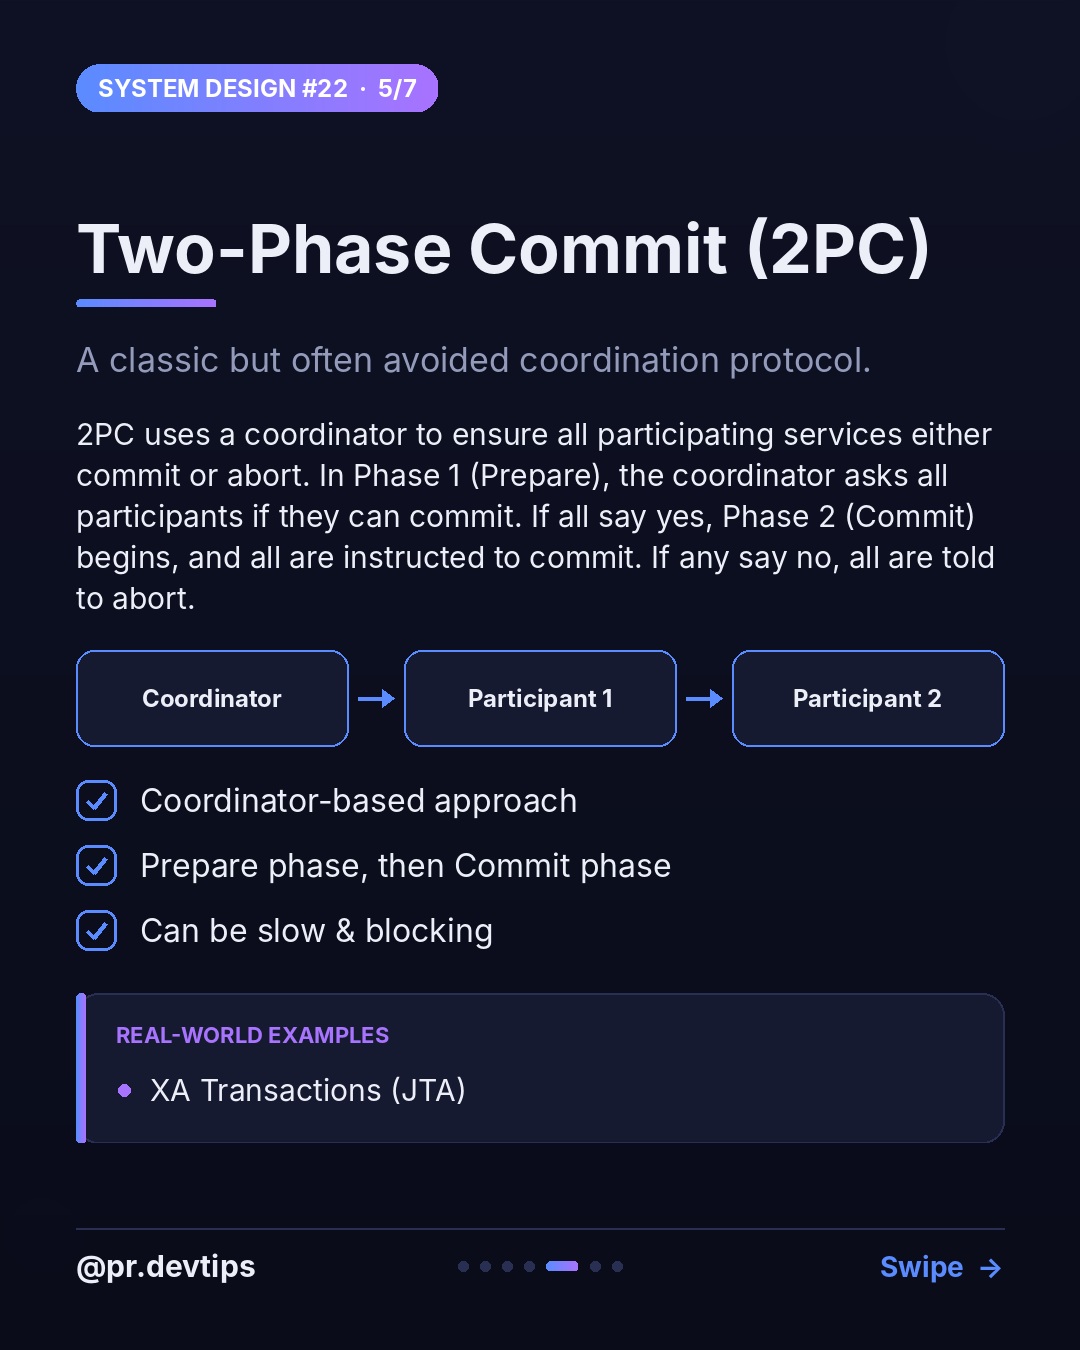 SYSTEM DESIGN #22 · 5/7
Two-Phase Commit (2PC)
A classic but often avoided coordination protocol.
2PC uses a coordinator to ensure all participating services either
commit or abort. In Phase 1 (Prepare), the coordinator asks all
participants if they can commit. If all say yes, Phase 2 (Commit)
begins, and all are instructed to commit. If any say no, all are told
to abort.
Coordinator
Participant 1
Participant 2
Coordinator-based approach
Prepare phase, then Commit phase
Can be slow & blocking
REAL-WORLD EXAMPLES
XA Transactions (JTA)
@pr.devtips
Swipe →